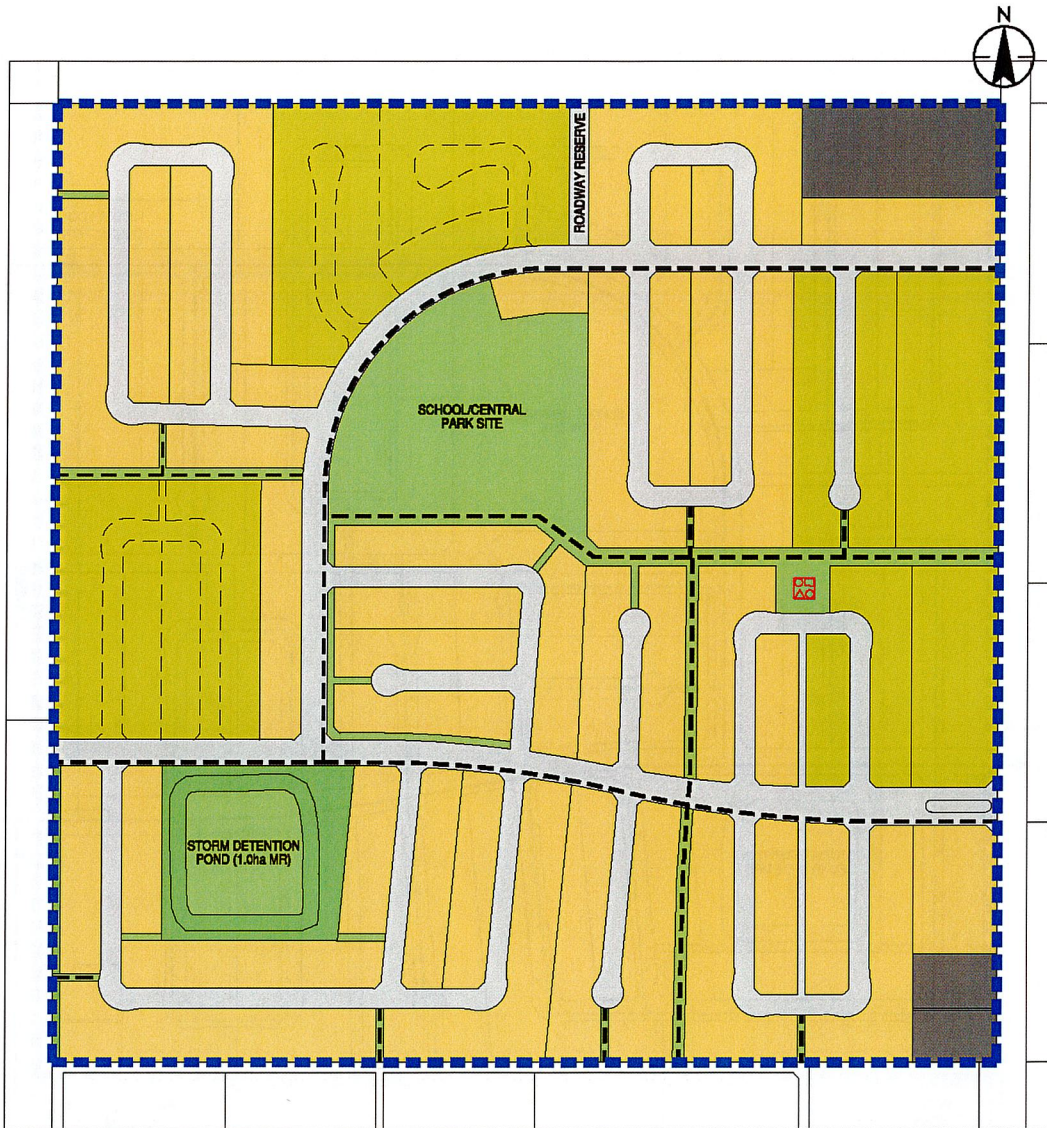 N
ROADWAY RESERVE
SCHOOL/CENTRAL
PARK SITE
STORM DETENTION
POND (1.0ha MR)